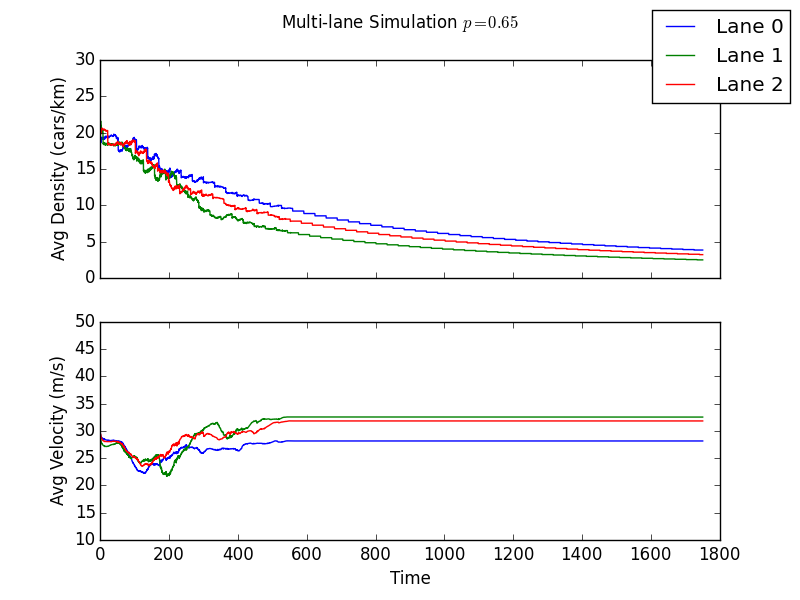 Multi-lane Simulation p=0.65
Lane 0
Lane 1
Lane 2
Avg Density (cars/km)
30
25
20
15
10
5
0
Avg Velocity (m/s)
50
45
40
35
30
25
20
15
10
0 200 400 600 800 1000 1200 1400 1600 1800
Time